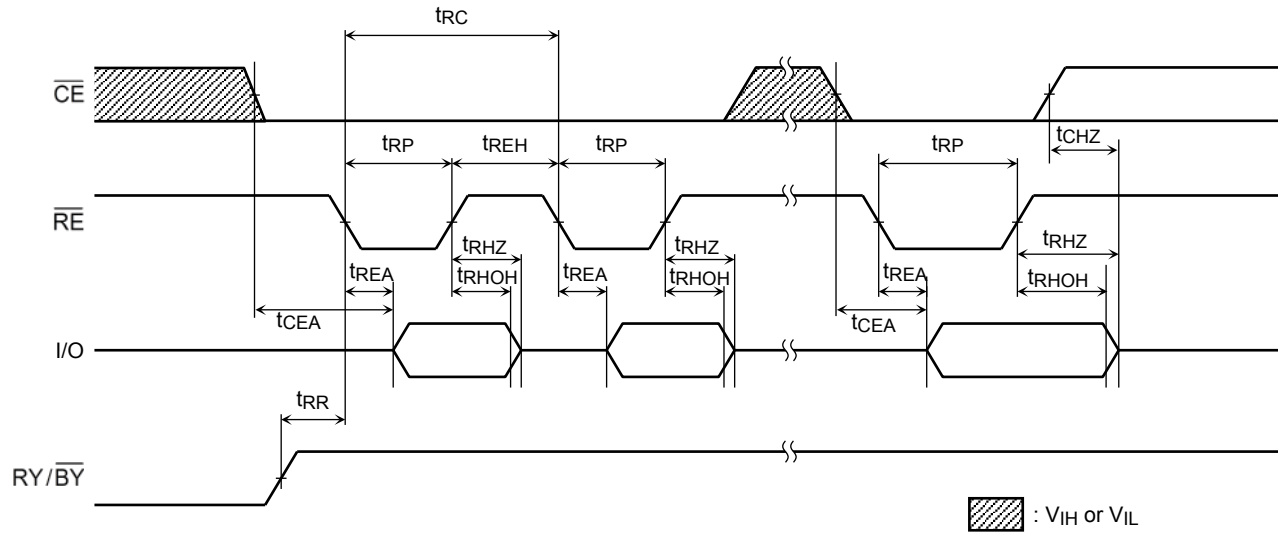 tRC
CE
tRP
tREH
tRP
tRP
tCHZ
RE
tREA
tRHZ
tRHOH
tREA
tRHZ
tRHOH
tREA
tRHZ
tRHOH
tCEA
tCEA
I/O
tRR
RY/BY
: VIH or VIL